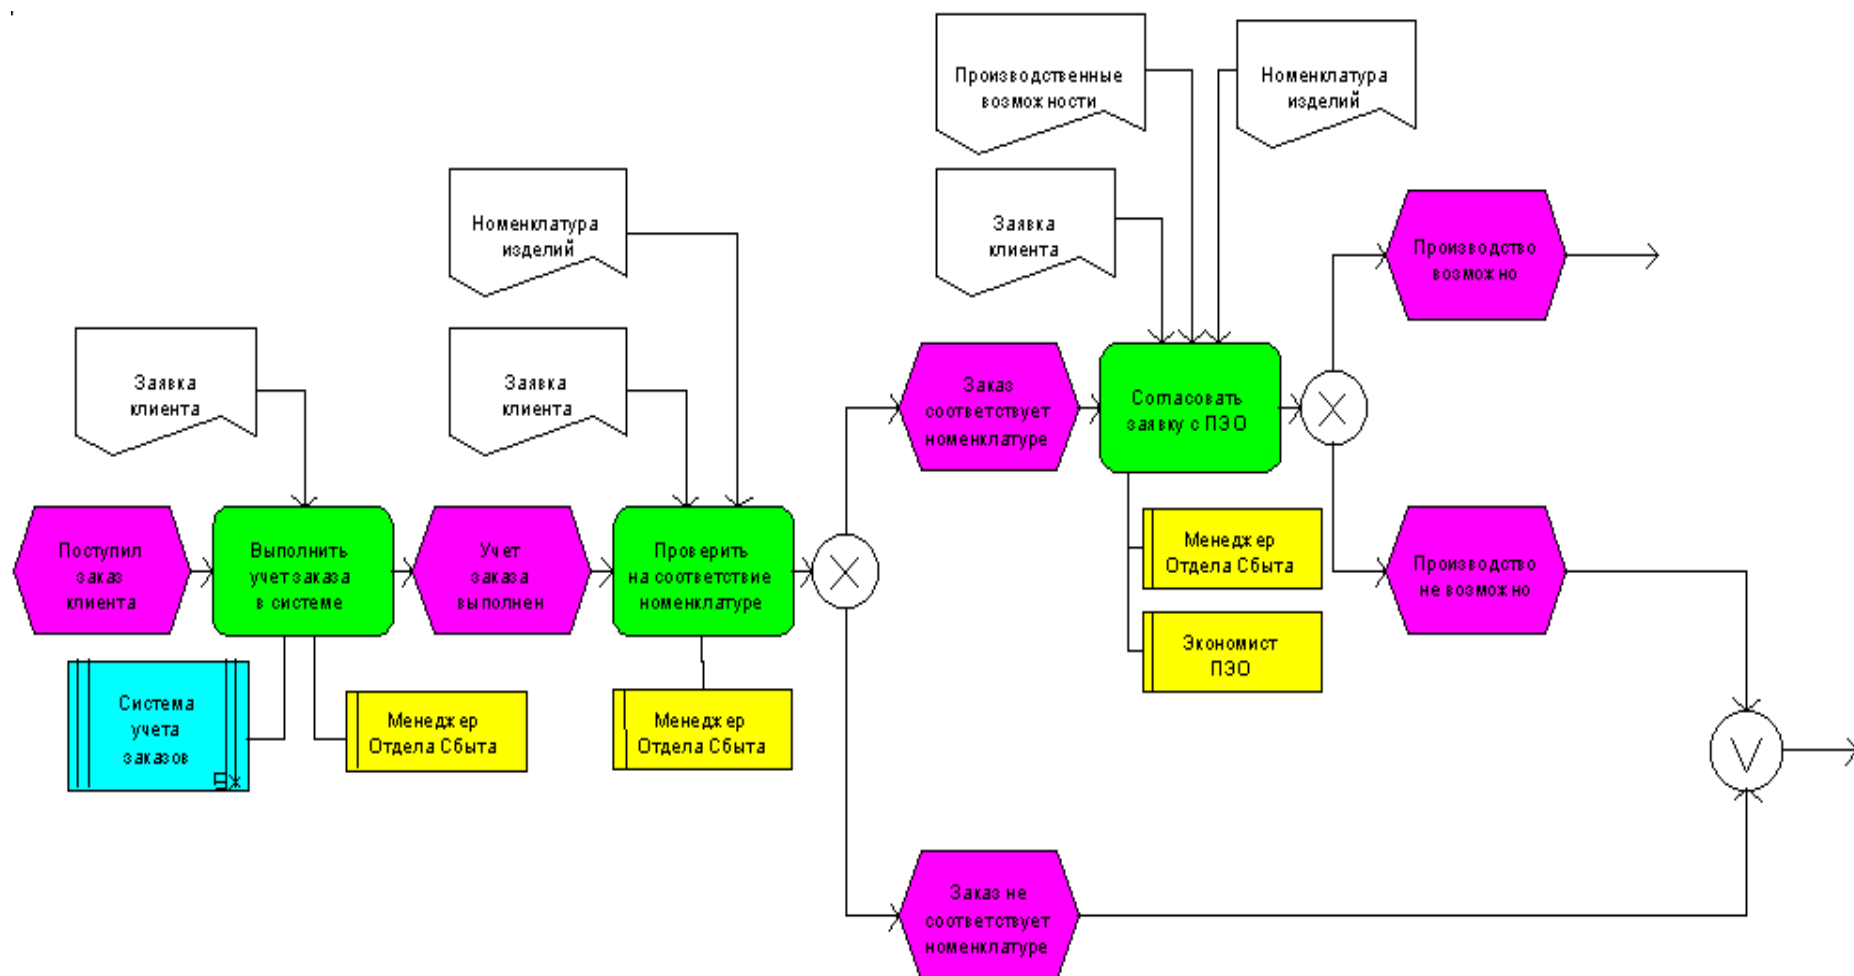 Производственные
возможности
Номенклатура
изделий
Номенклатура
изделий
Заявка
клиента
Производство
возможно
Заявка
клиента
Заявка
клиента
Заказ
соответствует
номенклатуре
Согласовать
заявку с ПЭО
Поступил
заказ
клиента
Выполнить
учет заказа
в системе
Учет
заказа
выполнен
Проверить
на соответствие
номенклатуре
Менеджер
Отдела Сбыта
Производство
не возможно
Экономист
ПЭО
Система
учета
заказов
Менеджер
Отдела Сбыта
Менеджер
Отдела Сбыта
Заказ не
соответствует
номенклатуре